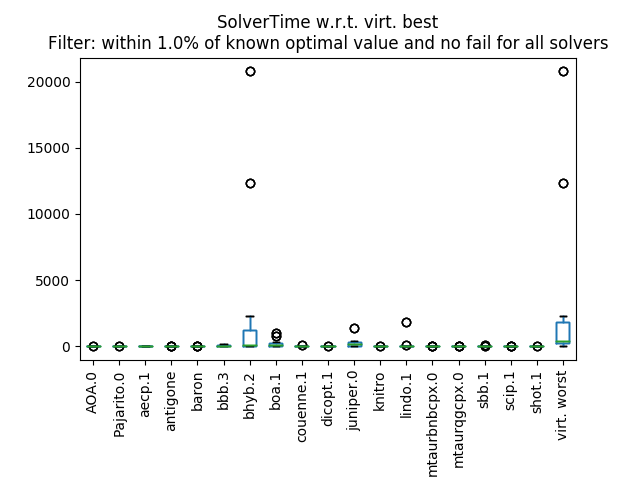 SolverTime w.r.t. virt. best
Filter: within 1.0% of known optimal value and no fail for all solvers
20000
15000
10000
5000
0
AOA.0
Pajarito.0
aecp.1
antigone
baron
bbb.3
bhyb.2
boa.1
couenne.1
dicopt.1
juniper.0
knitro
lindo.1
mtaurbnbcpx.0
mtaurqgcpx.0
sbb.1
scip.1
shot.1
virt. worst